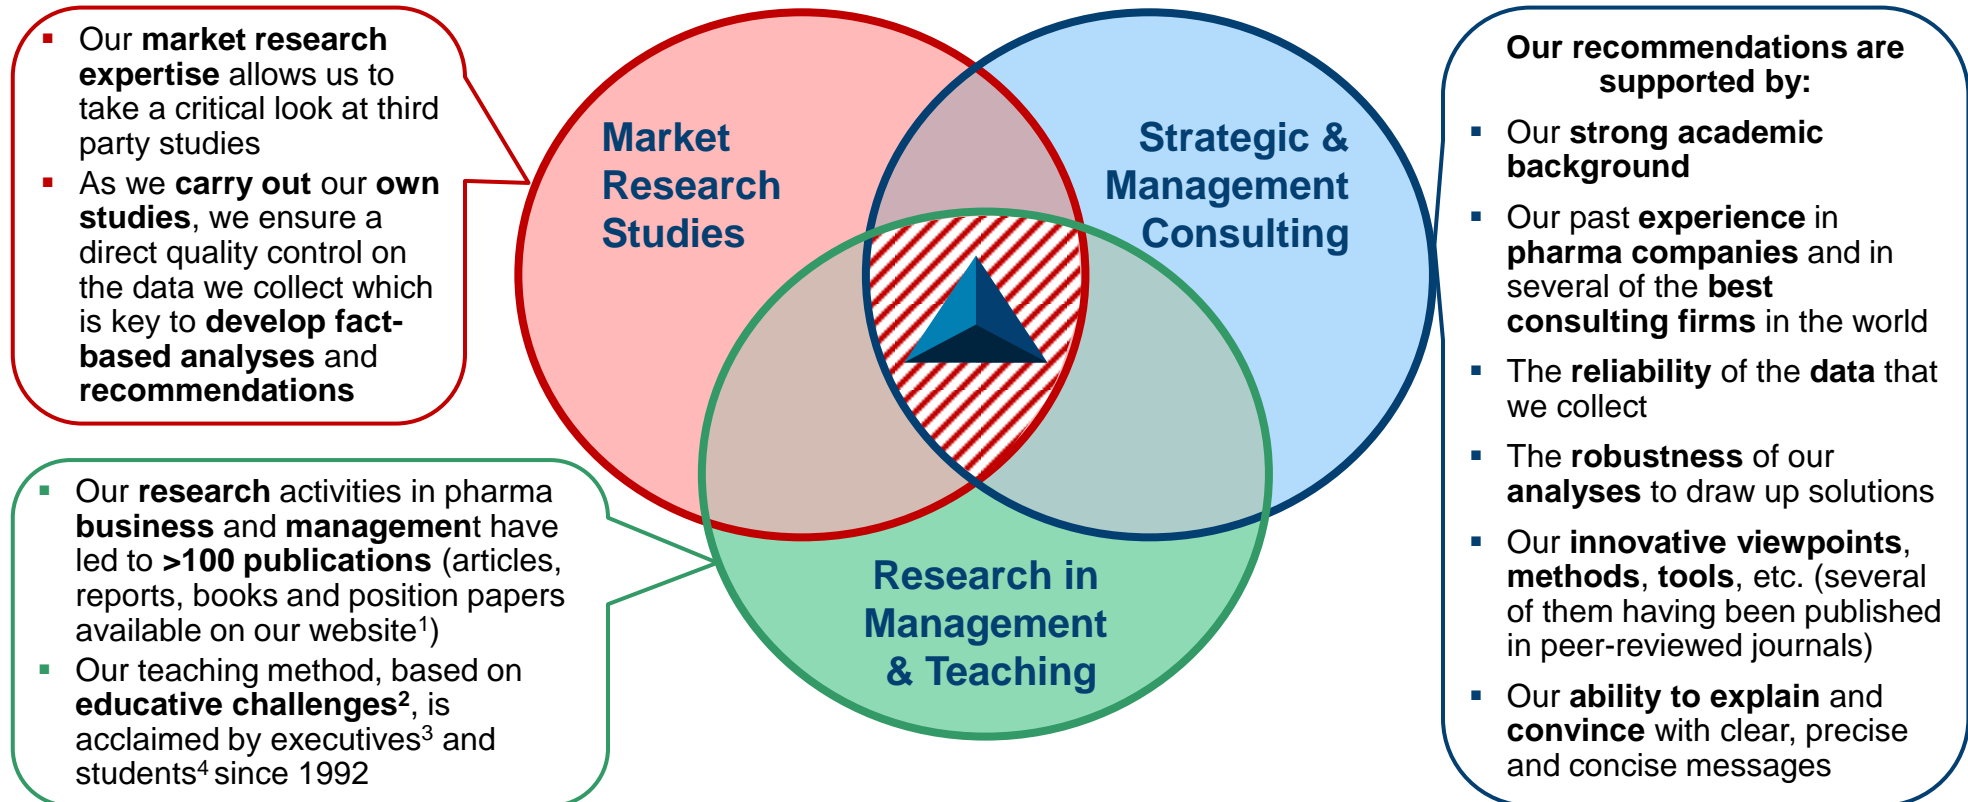 ▪ Our market research
expertise allows us to
take a critical look at third
party studies
▪ As we carry out our own
studies, we ensure a
direct quality control on
the data we collect which
is key to develop fact-
based analyses and
recommendations
▪ Our research activities in pharma
business and management have
led to >100 publications (articles,
reports, books and position papers
available on our website¹)
▪ Our teaching method, based on
educative challenges², is
acclaimed by executives³ and
students⁴ since 1992
Market
Research
Studies
Strategic &
Management
Consulting
Research in
Management
& Teaching
Our recommendations are
supported by:
▪ Our strong academic
background
▪ Our past experience in
pharma companies and in
several of the best
consulting firms in the world
▪ The reliability of the data that
we collect
▪ The robustness of our
analyses to draw up solutions
▪ Our innovative viewpoints,
methods, tools, etc. (several
of them having been published
in peer-reviewed journals)
▪ Our ability to explain and
convince with clear, precise
and concise messages